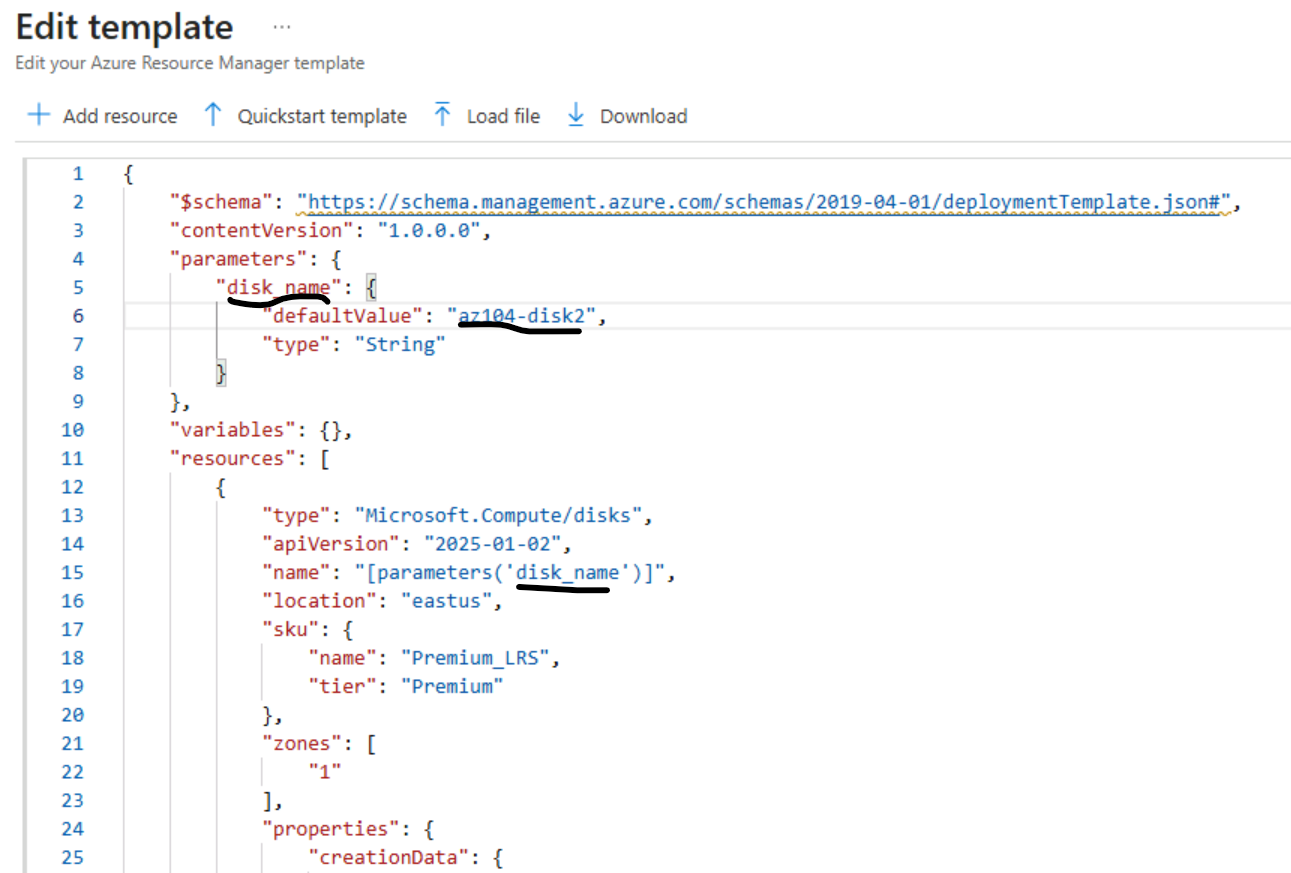 Edit template ...
Edit your Azure Resource Manager template
Add resource Quickstart template Load file Download
1 {
2 "$schema": "https://schema.management.azure.com/schemas/2019-04-01/deploymentTemplate.json#",
3 "contentVersion": "1.0.0.0",
4 "parameters": {
5 "disk_name": {
6 "defaultValue": "az104-disk2",
7 "type": "String"
8 }
9 },
10 "variables": {},
11 "resources": [
12 {
13 "type": "Microsoft.Compute/disks",
14 "apiVersion": "2025-01-02",
15 "name": "[parameters('disk_name')]",
16 "location": "eastus",
17 "sku": {
18 "name": "Premium_LRS",
19 "tier": "Premium"
20 },
21 "zones": [
22 "1"
23 ],
24 "properties": {
25 "creationData": {